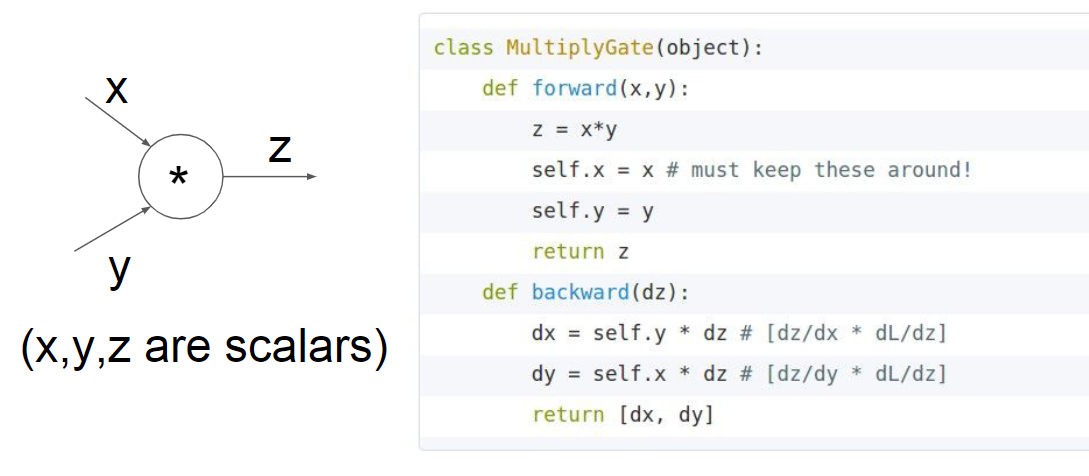 x
*
z
y
(x,y,z are scalars)
class MultiplyGate(object):
    def forward(x,y):
        z = x*y
        self.x = x # must keep these around!
        self.y = y
        return z
    def backward(dz):
        dx = self.y * dz # [dz/dx * dL/dz]
        dy = self.x * dz # [dz/dy * dL/dz]
        return [dx, dy]